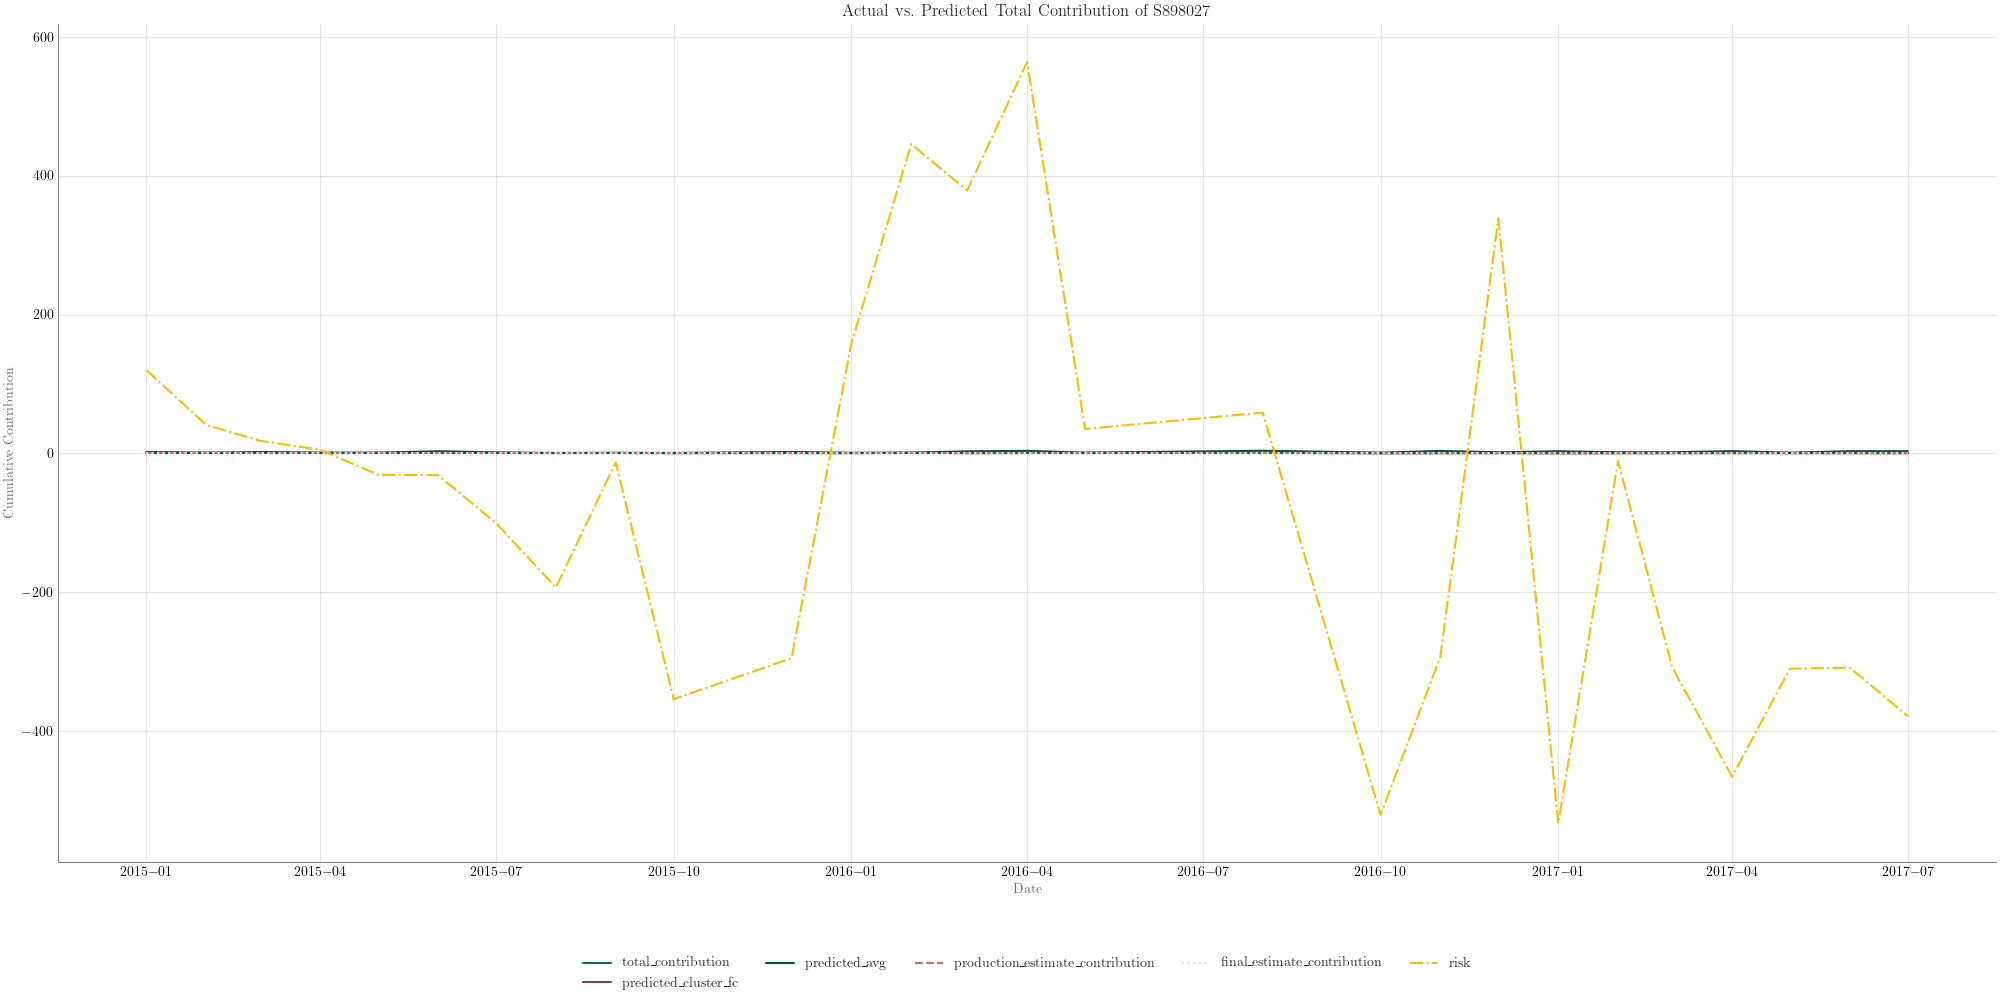 Actual vs. Predicted Total Contribution of S898027
600
400
200
0
−200
−400
Cumulative Contribution
2015−01 2015−04 2015−07 2015−10 2016−01 2016−04 2016−07 2016−10 2017−01 2017−04 2017−07
Date
total_contribution predicted_avg production_estimate_contribution final_estimate_contribution risk
predicted_cluster_fc